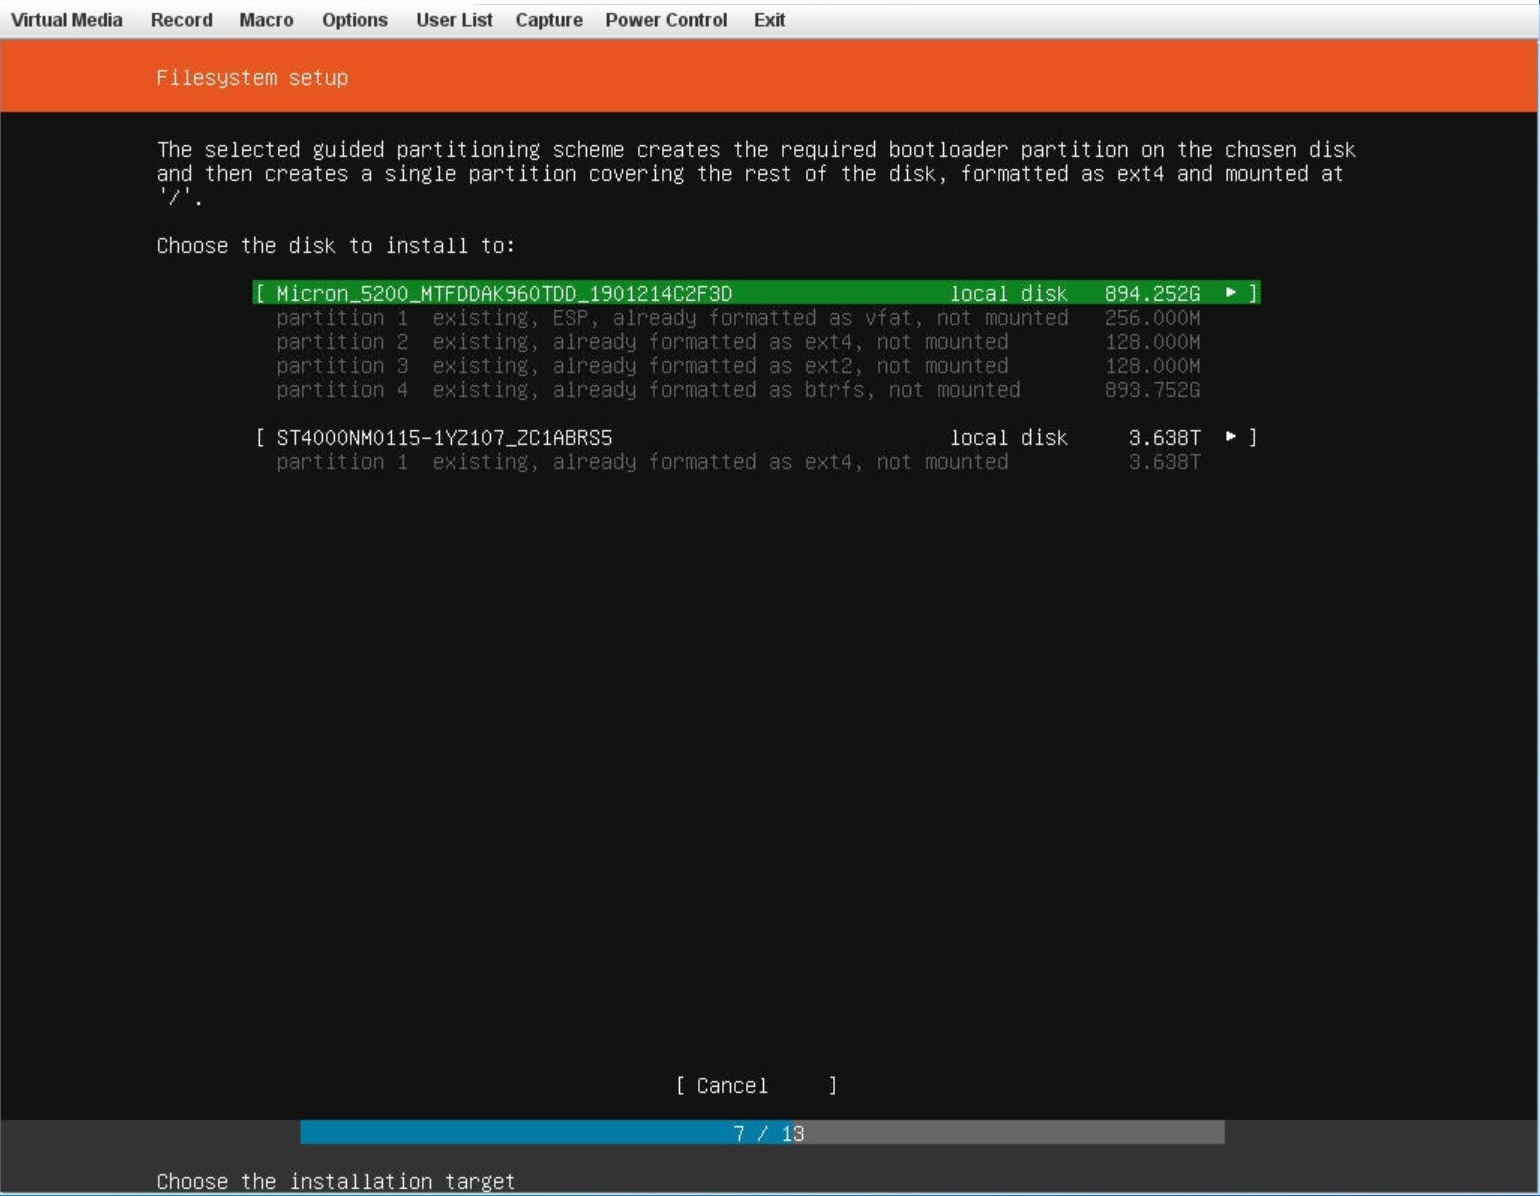 Virtual Media Record Macro Options User List Capture Power Control Exit
Filesystem setup
The selected guided partitioning scheme creates the required bootloader partition on the chosen disk
and then creates a single partition covering the rest of the disk, formatted as ext4 and mounted at
'/'.
Choose the disk to install to:
[ Micron_5200_MTFDDAK960TDD_1901214C2F3D local disk 894.252G ► ]
partition 1 existing, ESP, already formatted as vfat, not mounted 256.000M
partition 2 existing, already formatted as ext4, not mounted 128.000M
partition 3 existing, already formatted as ext2, not mounted 128.000M
partition 4 existing, already formatted as btrfs, not mounted 893.752G
[ ST4000NM0115-1YZ107_ZC1ABRS5 local disk 3.638T ► ]
partition 1 existing, already formatted as ext4, not mounted 3.638T
[ Cancel ]
7 / 13
Choose the installation target